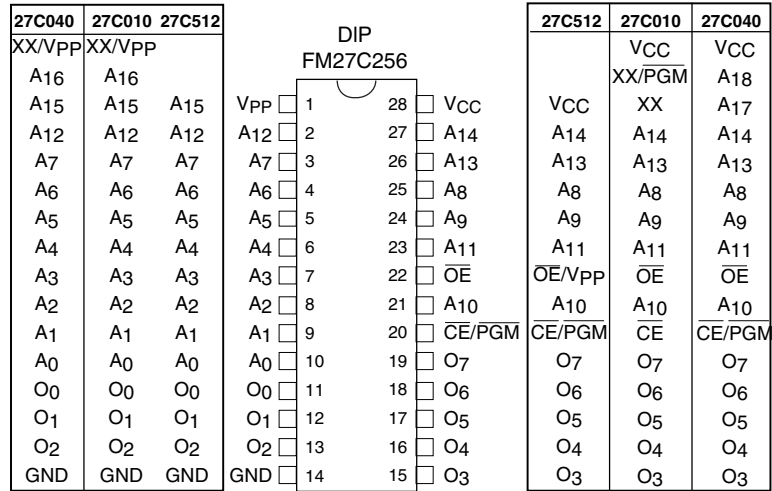 27C040 27C010 27C512 DIP 27C512 27C010 27C040
XX/VPP XX/VPP FM27C256 VCC VCC
A16 A16 XX/PGM A18
A15 A15 A15 VPP 1 28 VCC VCC XX A17
A12 A12 A12 A12 2 27 A14 A14 A14 A14
A7 A7 A7 A7 3 26 A13 A13 A13 A13
A6 A6 A6 A6 4 25 A8 A8 A8 A8
A5 A5 A5 A5 5 24 A9 A9 A9 A9
A4 A4 A4 A4 6 23 A11 A11 A11 A11
A3 A3 A3 A3 7 22 OE OE/VPP OE OE
A2 A2 A2 A2 8 21 A10 A10 A10 A10
A1 A1 A1 A1 9 20 CE/PGM CE/PGM CE CE/PGM
A0 A0 A0 A0 10 19 O7 O7 O7 O7
O0 O0 O0 O0 11 18 O6 O6 O6 O6
O1 O1 O1 O1 12 17 O5 O5 O5 O5
O2 O2 O2 O2 13 16 O4 O4 O4 O4
GND GND GND GND 14 15 O3 O3 O3 O3